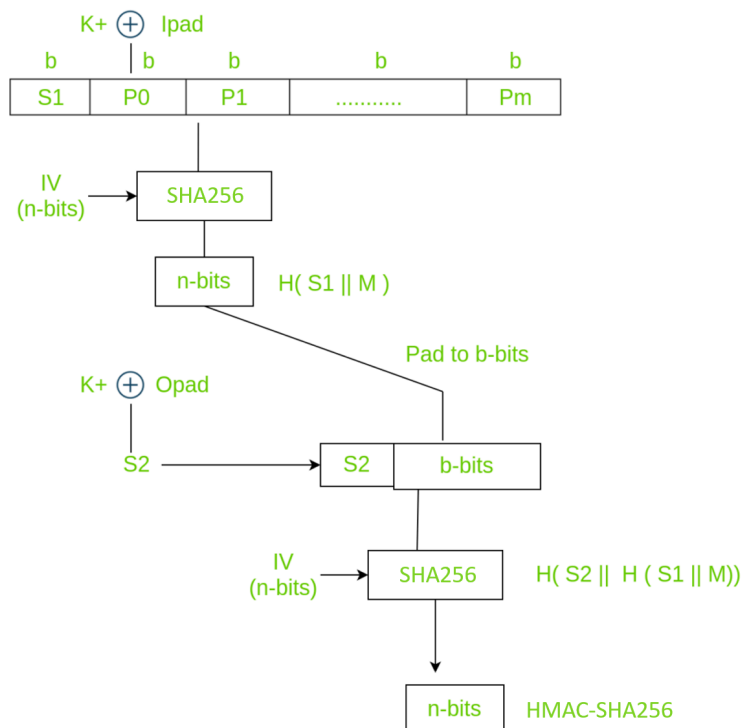 K+ ⊕ Ipad
b b b b b
S1 P0 P1 ........... Pm
IV
(n-bits)
SHA256
n-bits H( S1 || M )
Pad to b-bits
K+ ⊕ Opad
S2 S2 b-bits
IV
(n-bits)
SHA256 H( S2 || H ( S1 || M))
n-bits HMAC-SHA256